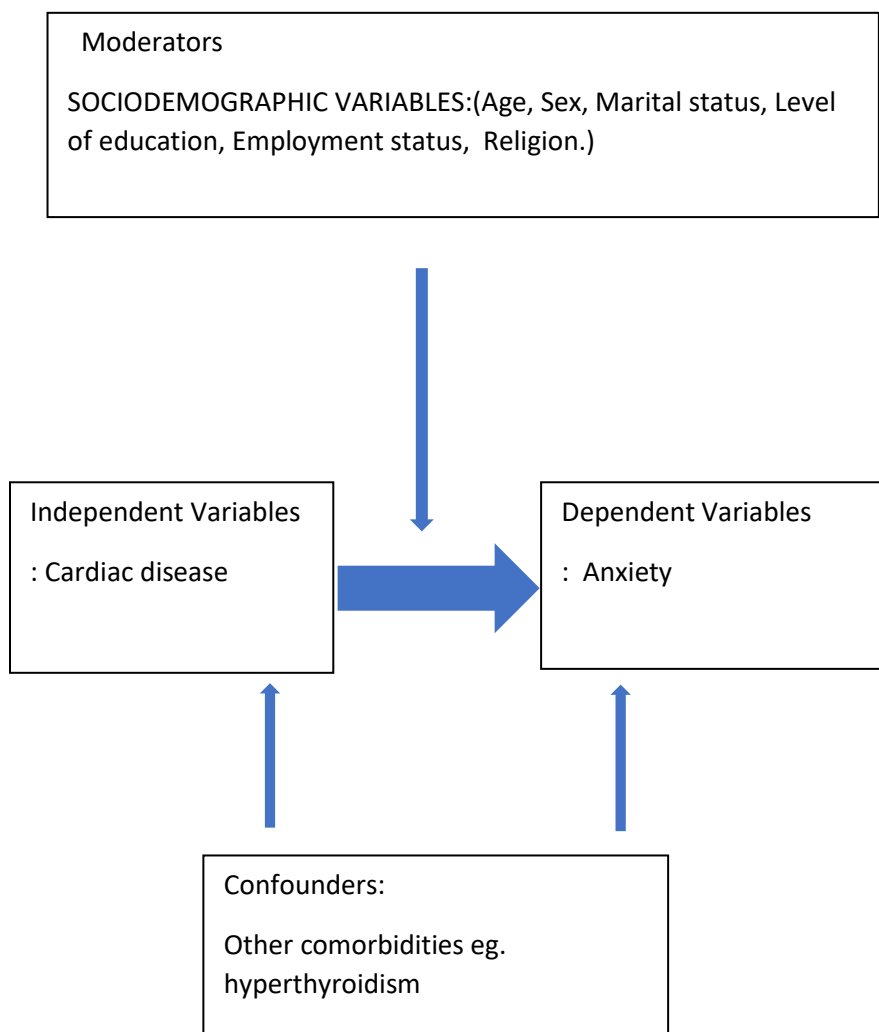 Moderators
SOCIODEMOGRAPHIC VARIABLES:(Age, Sex, Marital status, Level
of education, Employment status,  Religion.)
Independent Variables
: Cardiac disease
Dependent Variables
:  Anxiety
Confounders:
Other comorbidities eg.
hyperthyroidism